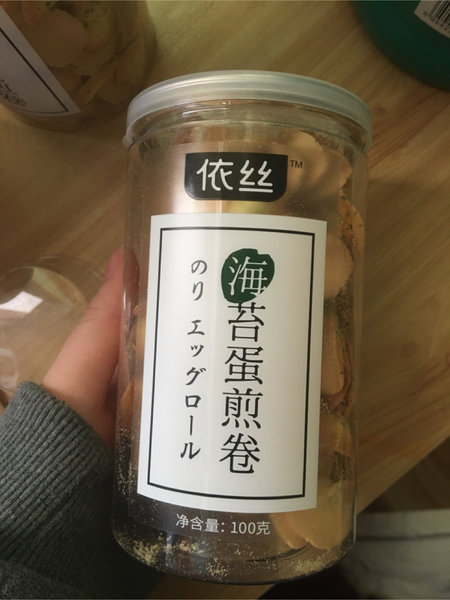 依丝™
海苔蛋煎卷
のり エッグロール
净含量: 100克